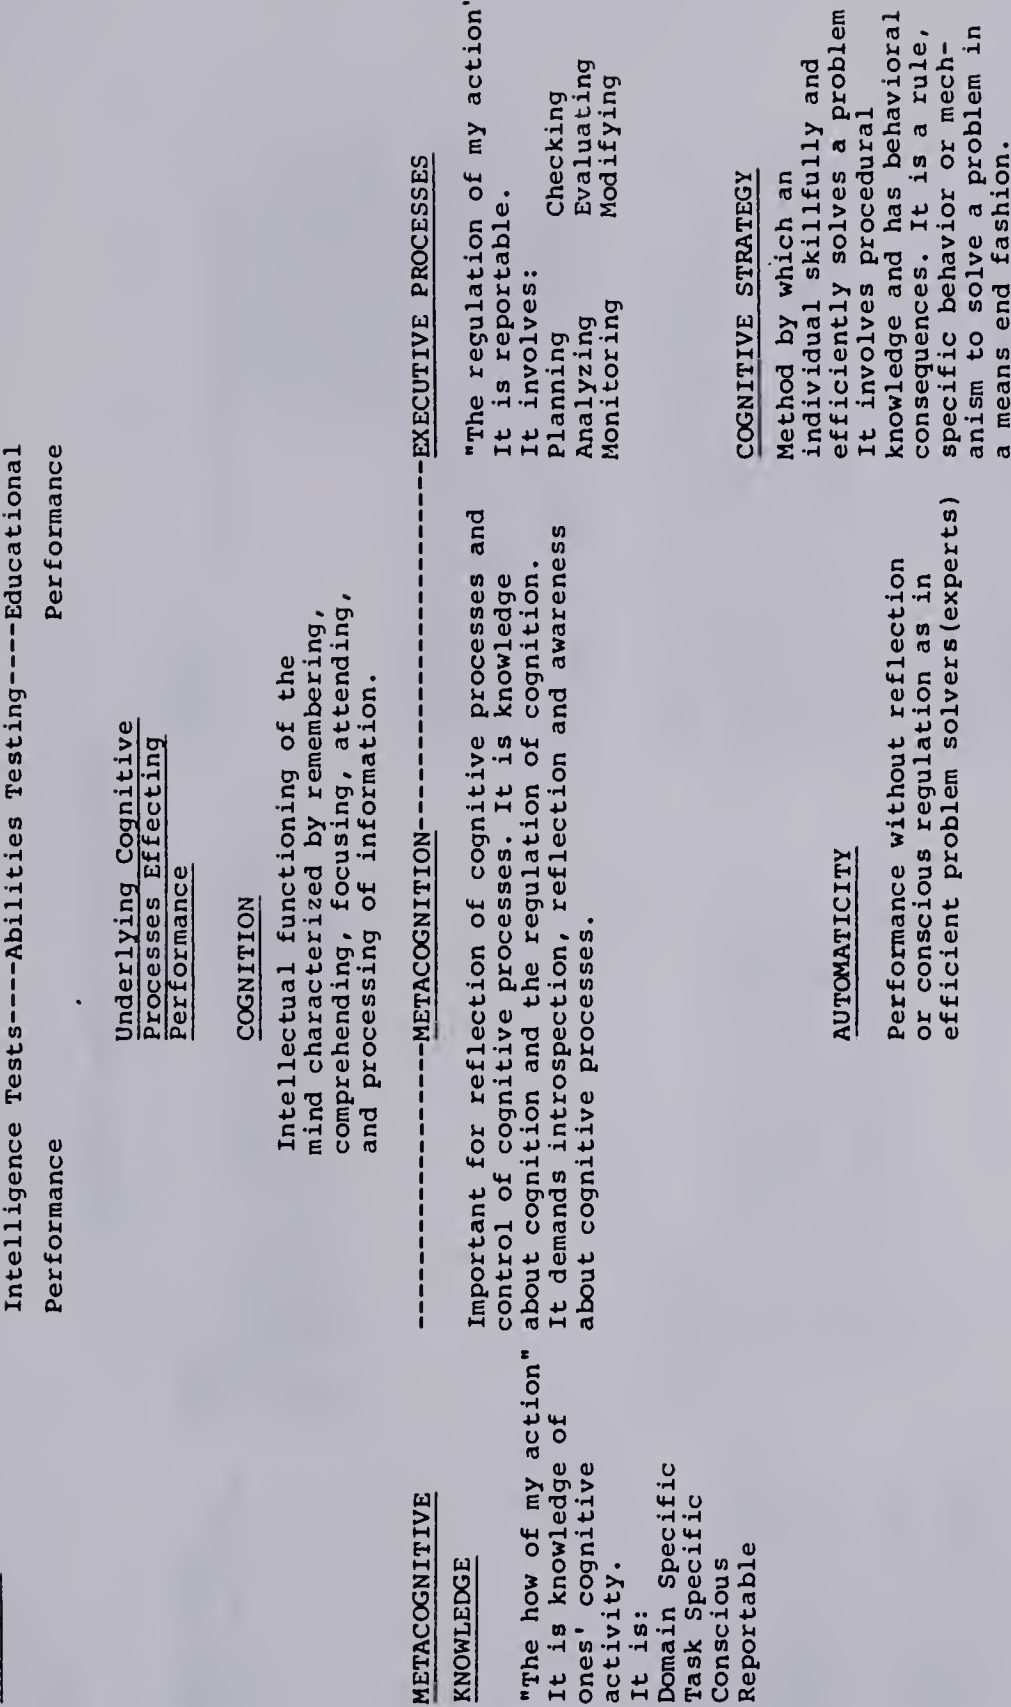 Intelligence Tests----Abilities Testing----Educational
Performance Performance
Underlying Cognitive
Processes Effecting
Performance
COGNITION
Intellectual functioning of the
mind characterized by remembering,
comprehending, focusing, attending,
and processing of information.
METACOGNITIVE
KNOWLEDGE
"The how of my action"
It is knowledge of
ones' cognitive
activity.
It is:
Domain Specific
Task Specific
Conscious
Reportable
----------------METACOGNITION--------------------EXECUTIVE PROCESSES
Important for reflection of cognitive processes and
control of cognitive processes. It is knowledge
about cognition and the regulation of cognition.
It demands introspection, reflection and awareness
about cognitive processes.
"The regulation of my action"
It is reportable.
It involves:
Planning Checking
Analyzing Evaluating
Monitoring Modifying
AUTOMATICITY
Performance without reflection
or conscious regulation as in
efficient problem solvers(experts)
COGNITIVE STRATEGY
Method by which an
individual skillfully and
efficiently solves a problem
It involves procedural
knowledge and has behavioral
consequences. It is a rule,
specific behavior or mech-
anism to solve a problem in
a means end fashion.